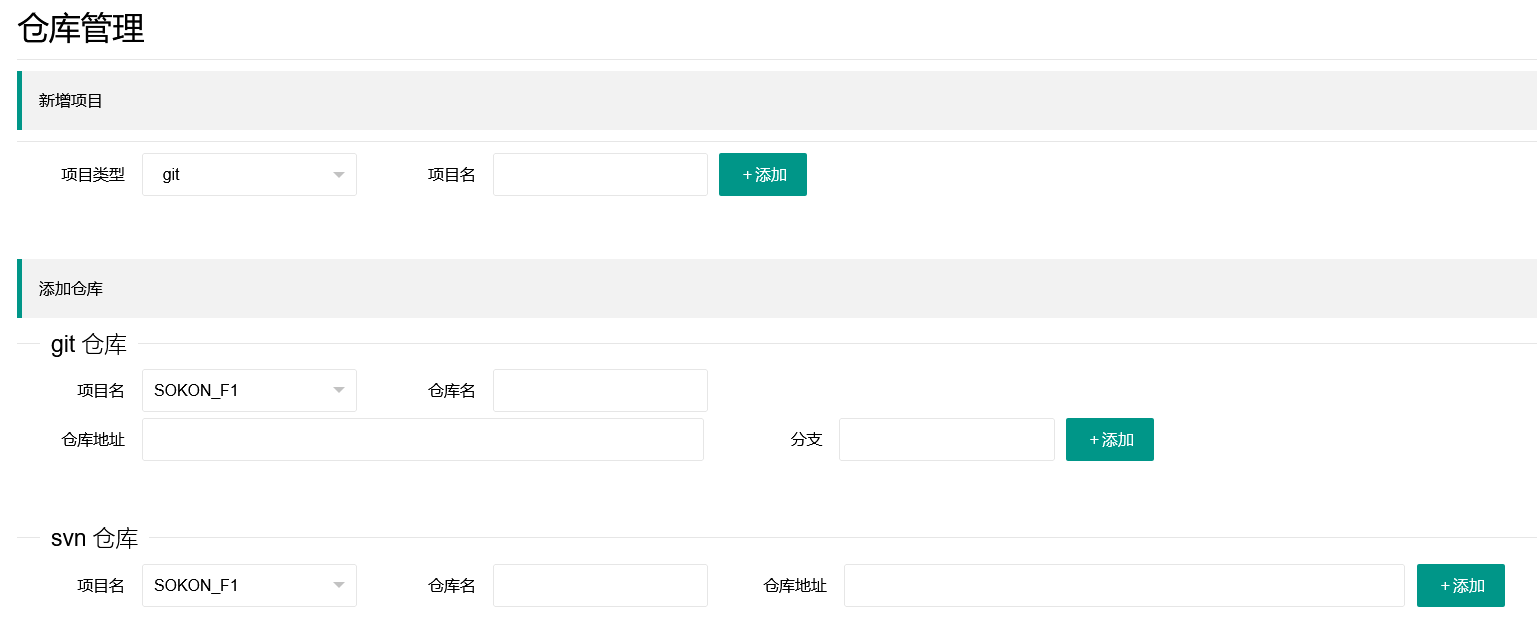 仓库管理
新增项目
项目类型 git 项目名 +添加
添加仓库
git 仓库
项目名 SOKON_F1 仓库名
仓库地址 分支 +添加
svn 仓库
项目名 SOKON_F1 仓库名 仓库地址 +添加